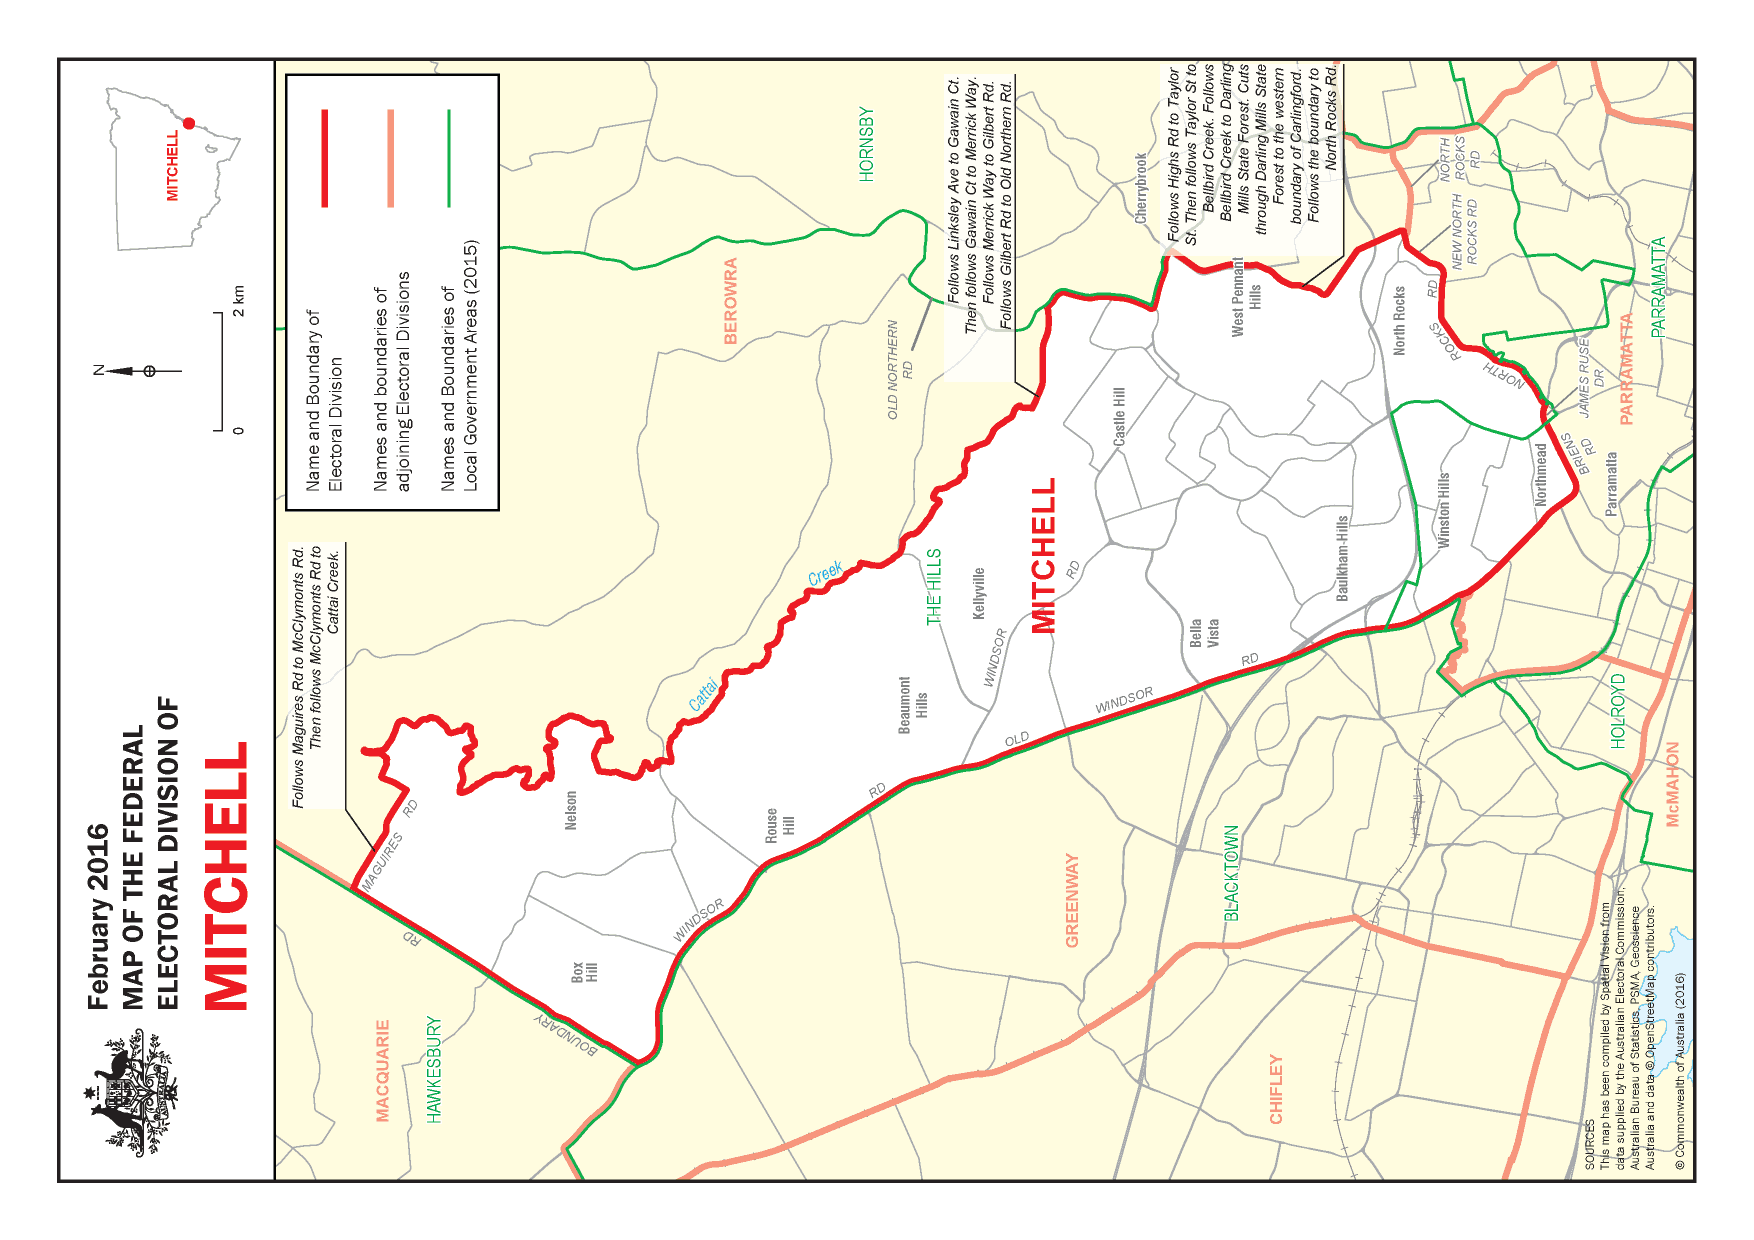 February 2016
MAP OF THE FEDERAL
ELECTORAL DIVISION OF
MITCHELL
N
0
2 km
MITCHELL
Name and Boundary of
Electoral Division
Names and boundaries of
adjoining Electoral Divisions
Names and Boundaries of
Local Government Areas (2015)
Follows Maguires Rd to McClymonts Rd.
Then follows McClymonts Rd to
Cattai Creek.
Follows Linksley Ave to Gawain Ct.
Then follows Gawain Ct to Merrick Way.
Follows Merrick Way to Gilbert Rd.
Follows Gilbert Rd to Old Northern Rd.
Follows Highs Rd to Taylor
St. Then follows Taylor St to
Bellbird Creek. Follows
Bellbird Creek to Darling
Mills State Forest. Cuts
through Darling Mills State
Forest to the western
boundary of Carlingford.
Follows the boundary to
North Rocks Rd.
MACQUARIE
HAWKESBURY
BEROWRA
HORNSBY
MAGUIRES
RD
RD
BOUNDARY
Nelson
Box
Hill
WINDSOR
RD
Rouse
Hill
Cattai
Creek
OLD NORTHERN
RD
THE HILLS
Beaumont
Hills
Kellyville
WINDSOR
RD
MITCHELL
OLD
WINDSOR
RD
Castle Hill
Cherrybrook
Bella
Vista
West Pennant
Hills
Baulkham-Hills
North Rocks
NORTH
ROCKS
RD
NEW NORTH
ROCKS RD
NORTH
ROCKS
RD
Winston Hills
Northmead
BRIENS
RD
JAMES RUSE
DR
Parramatta
PARRAMATTA
PARRAMATTA
GREENWAY
BLACKTOWN
CHIFLEY
HOLROYD
McMAHON
SOURCES
This map has been compiled by Spatial Vision from
data supplied by the Australian Electoral Commission,
Australian Bureau of Statistics, PSMA, Geoscience
Australia and data © OpenStreetMap contributors.
© Commonwealth of Australia (2016)